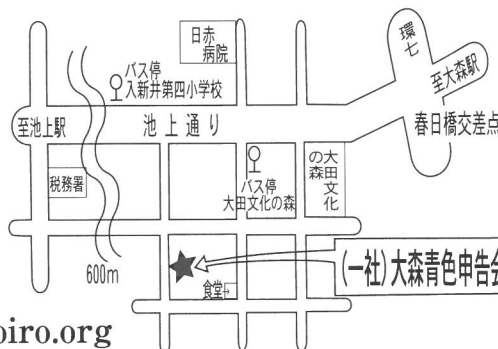 日赤
病院
環七
至大森駅
バス停
入新井第四小学校
至池上駅
池上通り
春日橋交差点
税務署
バス停
大田文化の森
大田文化
の森
600m
(一社)大森青色申告会
食堂→
oiro.org